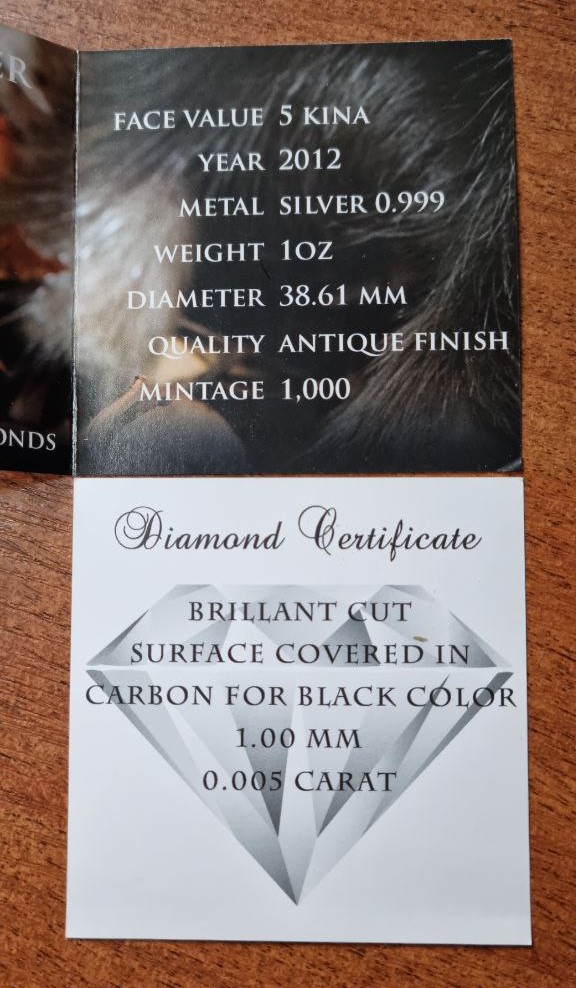 ER
ONDS
FACE VALUE 5 KINA
YEAR 2012
METAL SILVER 0.999
WEIGHT 1OZ
DIAMETER 38.61 MM
QUALITY ANTIQUE FINISH
MINTAGE 1,000
Diamond Certificate
BRILLANT CUT
SURFACE COVERED IN
CARBON FOR BLACK COLOR
1.00 MM
0.005 CARAT